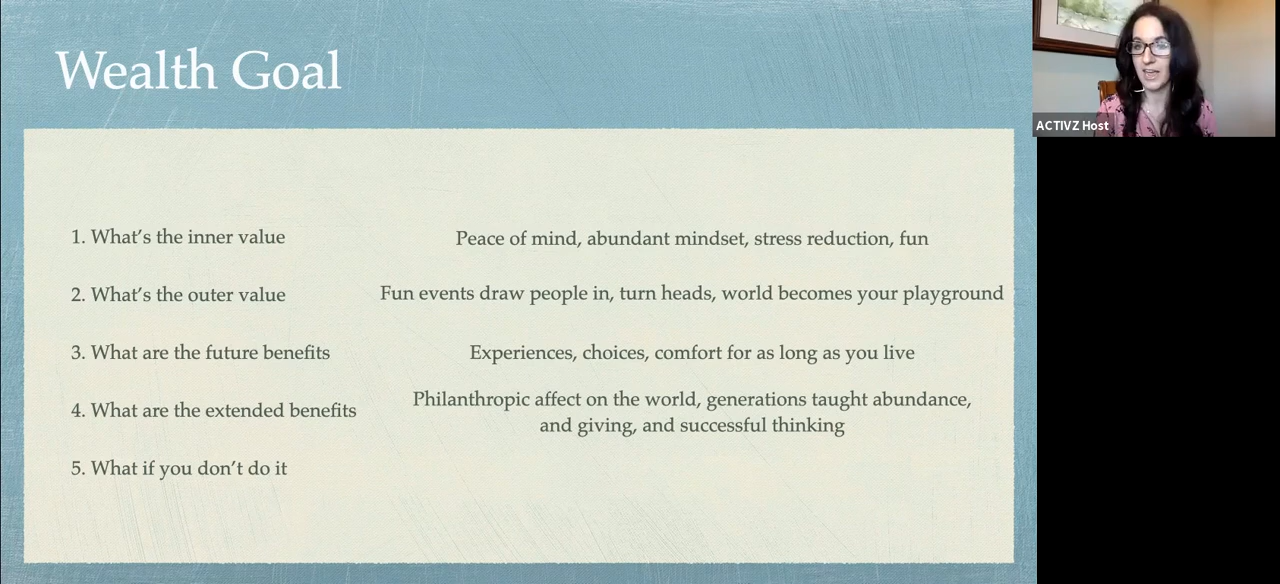 Wealth Goal
ACTIVZ Host
1. What's the inner value
Peace of mind, abundant mindset, stress reduction, fun
2. What's the outer value
Fun events draw people in, turn heads, world becomes your playground
3. What are the future benefits
Experiences, choices, comfort for as long as you live
4. What are the extended benefits
Philanthropic affect on the world, generations taught abundance,
and giving, and successful thinking
5. What if you don't do it